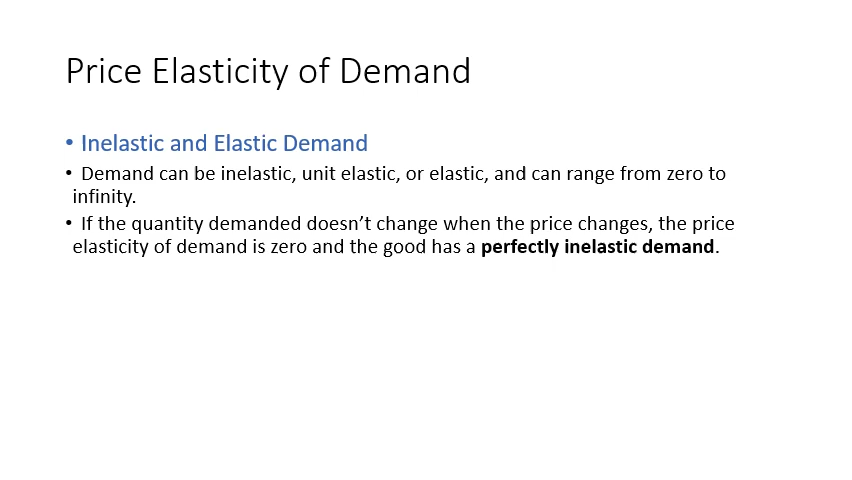 Price Elasticity of Demand
• Inelastic and Elastic Demand
• Demand can be inelastic, unit elastic, or elastic, and can range from zero to
infinity.
• If the quantity demanded doesn’t change when the price changes, the price
elasticity of demand is zero and the good has a perfectly inelastic demand.